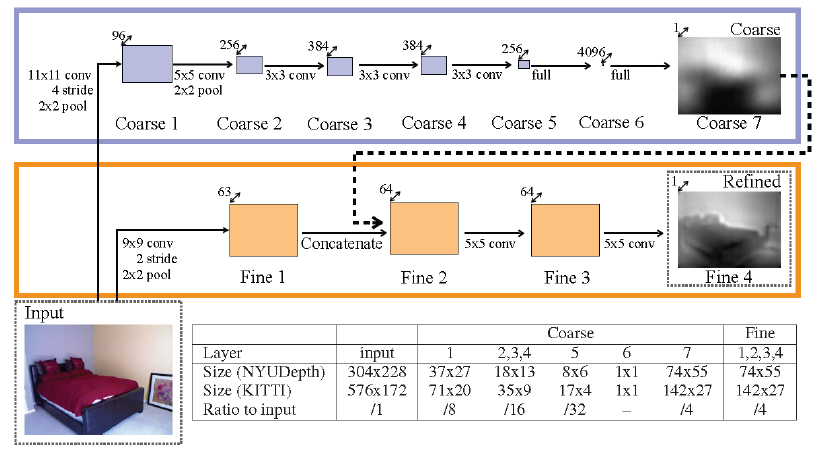 96
256
384
384
256
4096
1
Coarse
11x11 conv
4 stride
2x2 pool
5x5 conv
2x2 pool
3x3 conv
3x3 conv
3x3 conv
full
full
Coarse 1
Coarse 2
Coarse 3
Coarse 4
Coarse 5
Coarse 6
Coarse 7
63
64
64
1
Refined
9x9 conv
2 stride
2x2 pool
Concatenate
5x5 conv
5x5 conv
Fine 1
Fine 2
Fine 3
Fine 4
Input
Coarse Fine
Layer input 1 2,3,4 5 6 7 1,2,3,4
Size (NYUDepth) 304x228 37x27 18x13 8x6 1x1 74x55 74x55
Size (KITTI) 576x172 71x20 35x9 17x4 1x1 142x27 142x27
Ratio to input /1 /8 /16 /32 – /4 /4